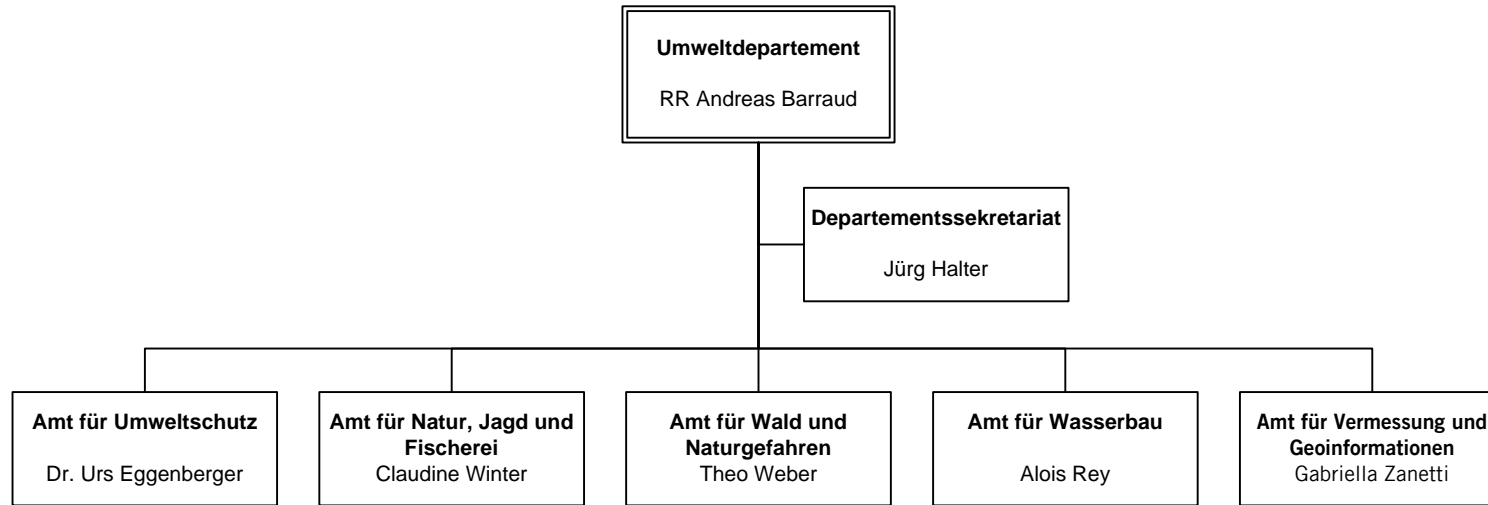 Umweltdepartement
RR Andreas Barraud
Departementssekretariat
Jürg Halter
Amt für Umweltschutz
Dr. Urs Eggenberger
Amt für Natur, Jagd und
Fischerei
Claudine Winter
Amt für Wald und
Naturgefahren
Theo Weber
Amt für Wasserbau
Alois Rey
Amt für Vermessung und
Geoinformationen
Gabriella Zanetti